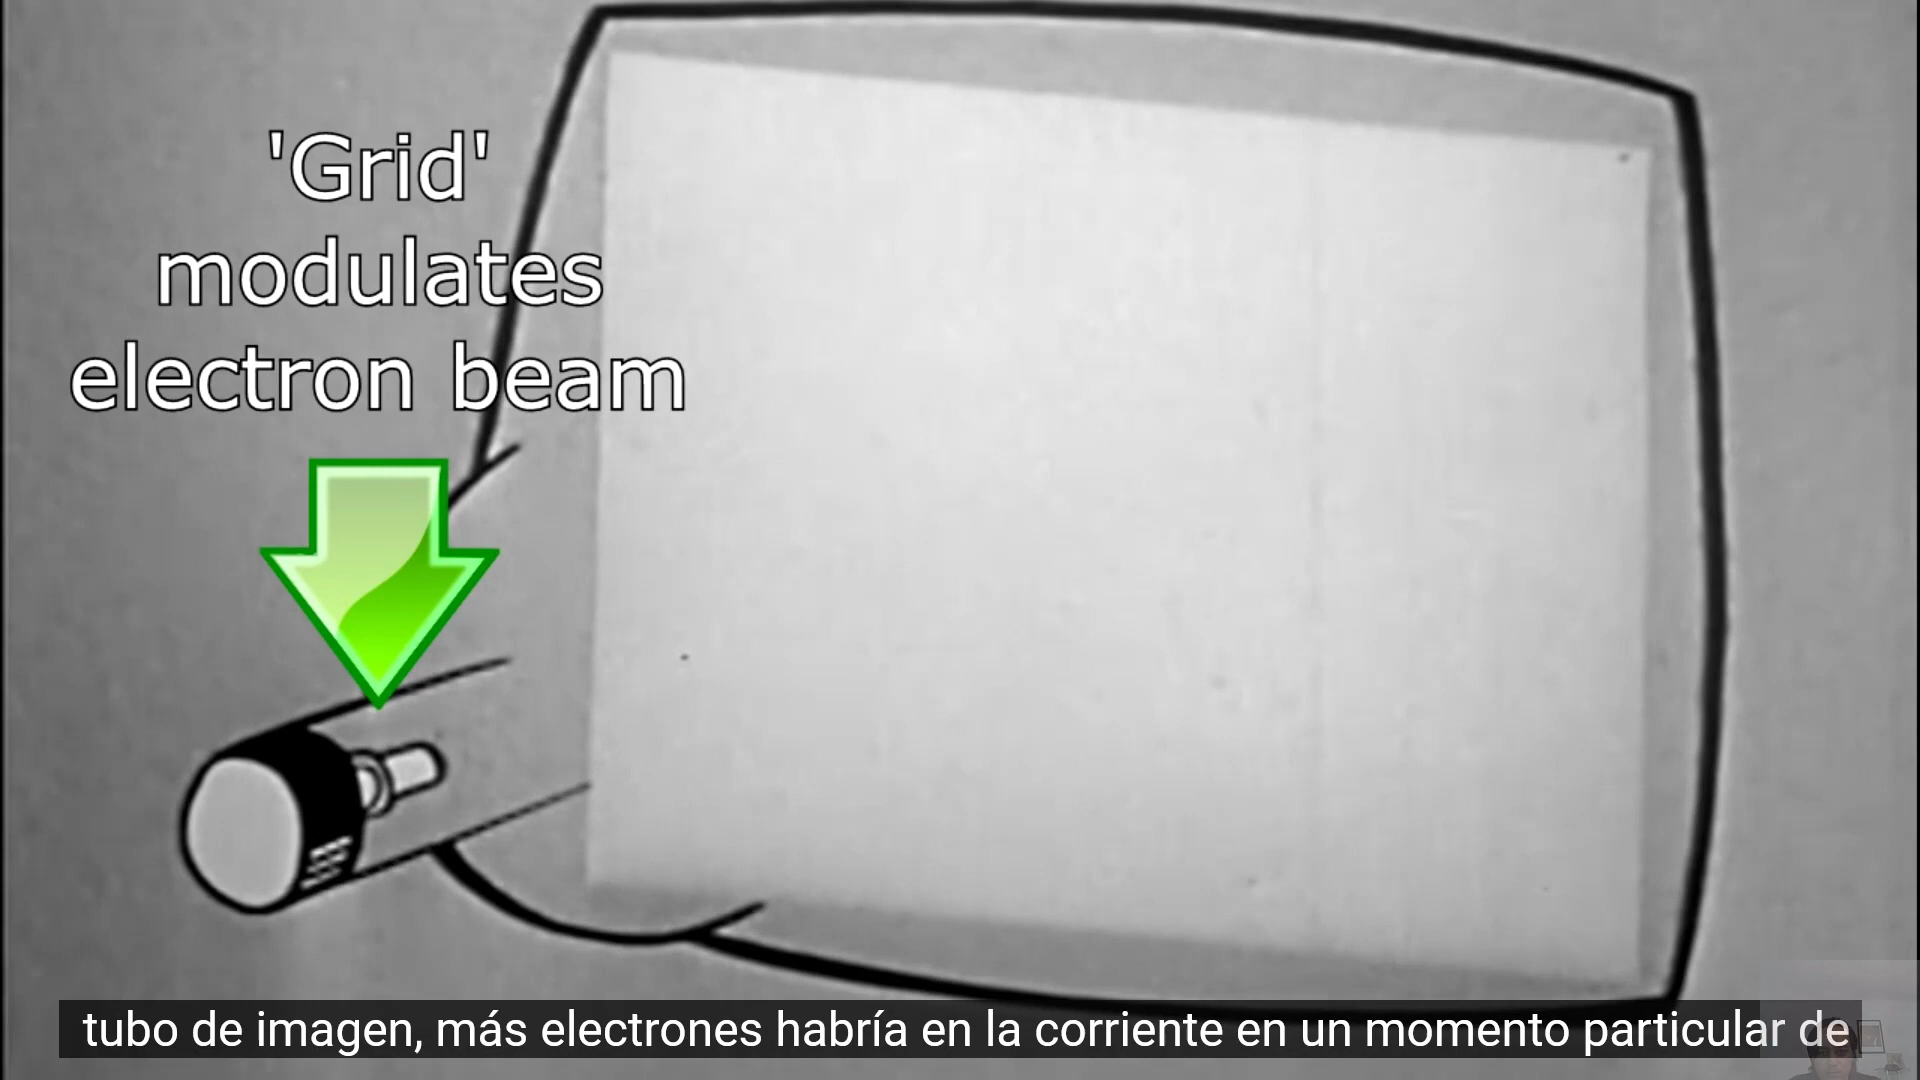 'Grid'
modulates
electron beam
tubo de imagen, más electrones habría en la corriente en un momento particular de